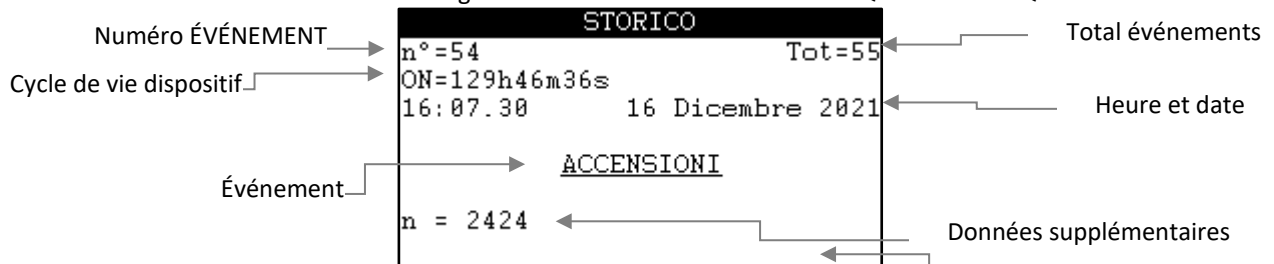 STORICO
Numéro ÉVÉNEMENT
n°=54 Tot=55
Total événements
Cycle de vie dispositif
ON=129h46m36s
16:07.30 16 Dicembre 2021
Heure et date
Événement
ACCENSIONI
n = 2424
Données supplémentaires